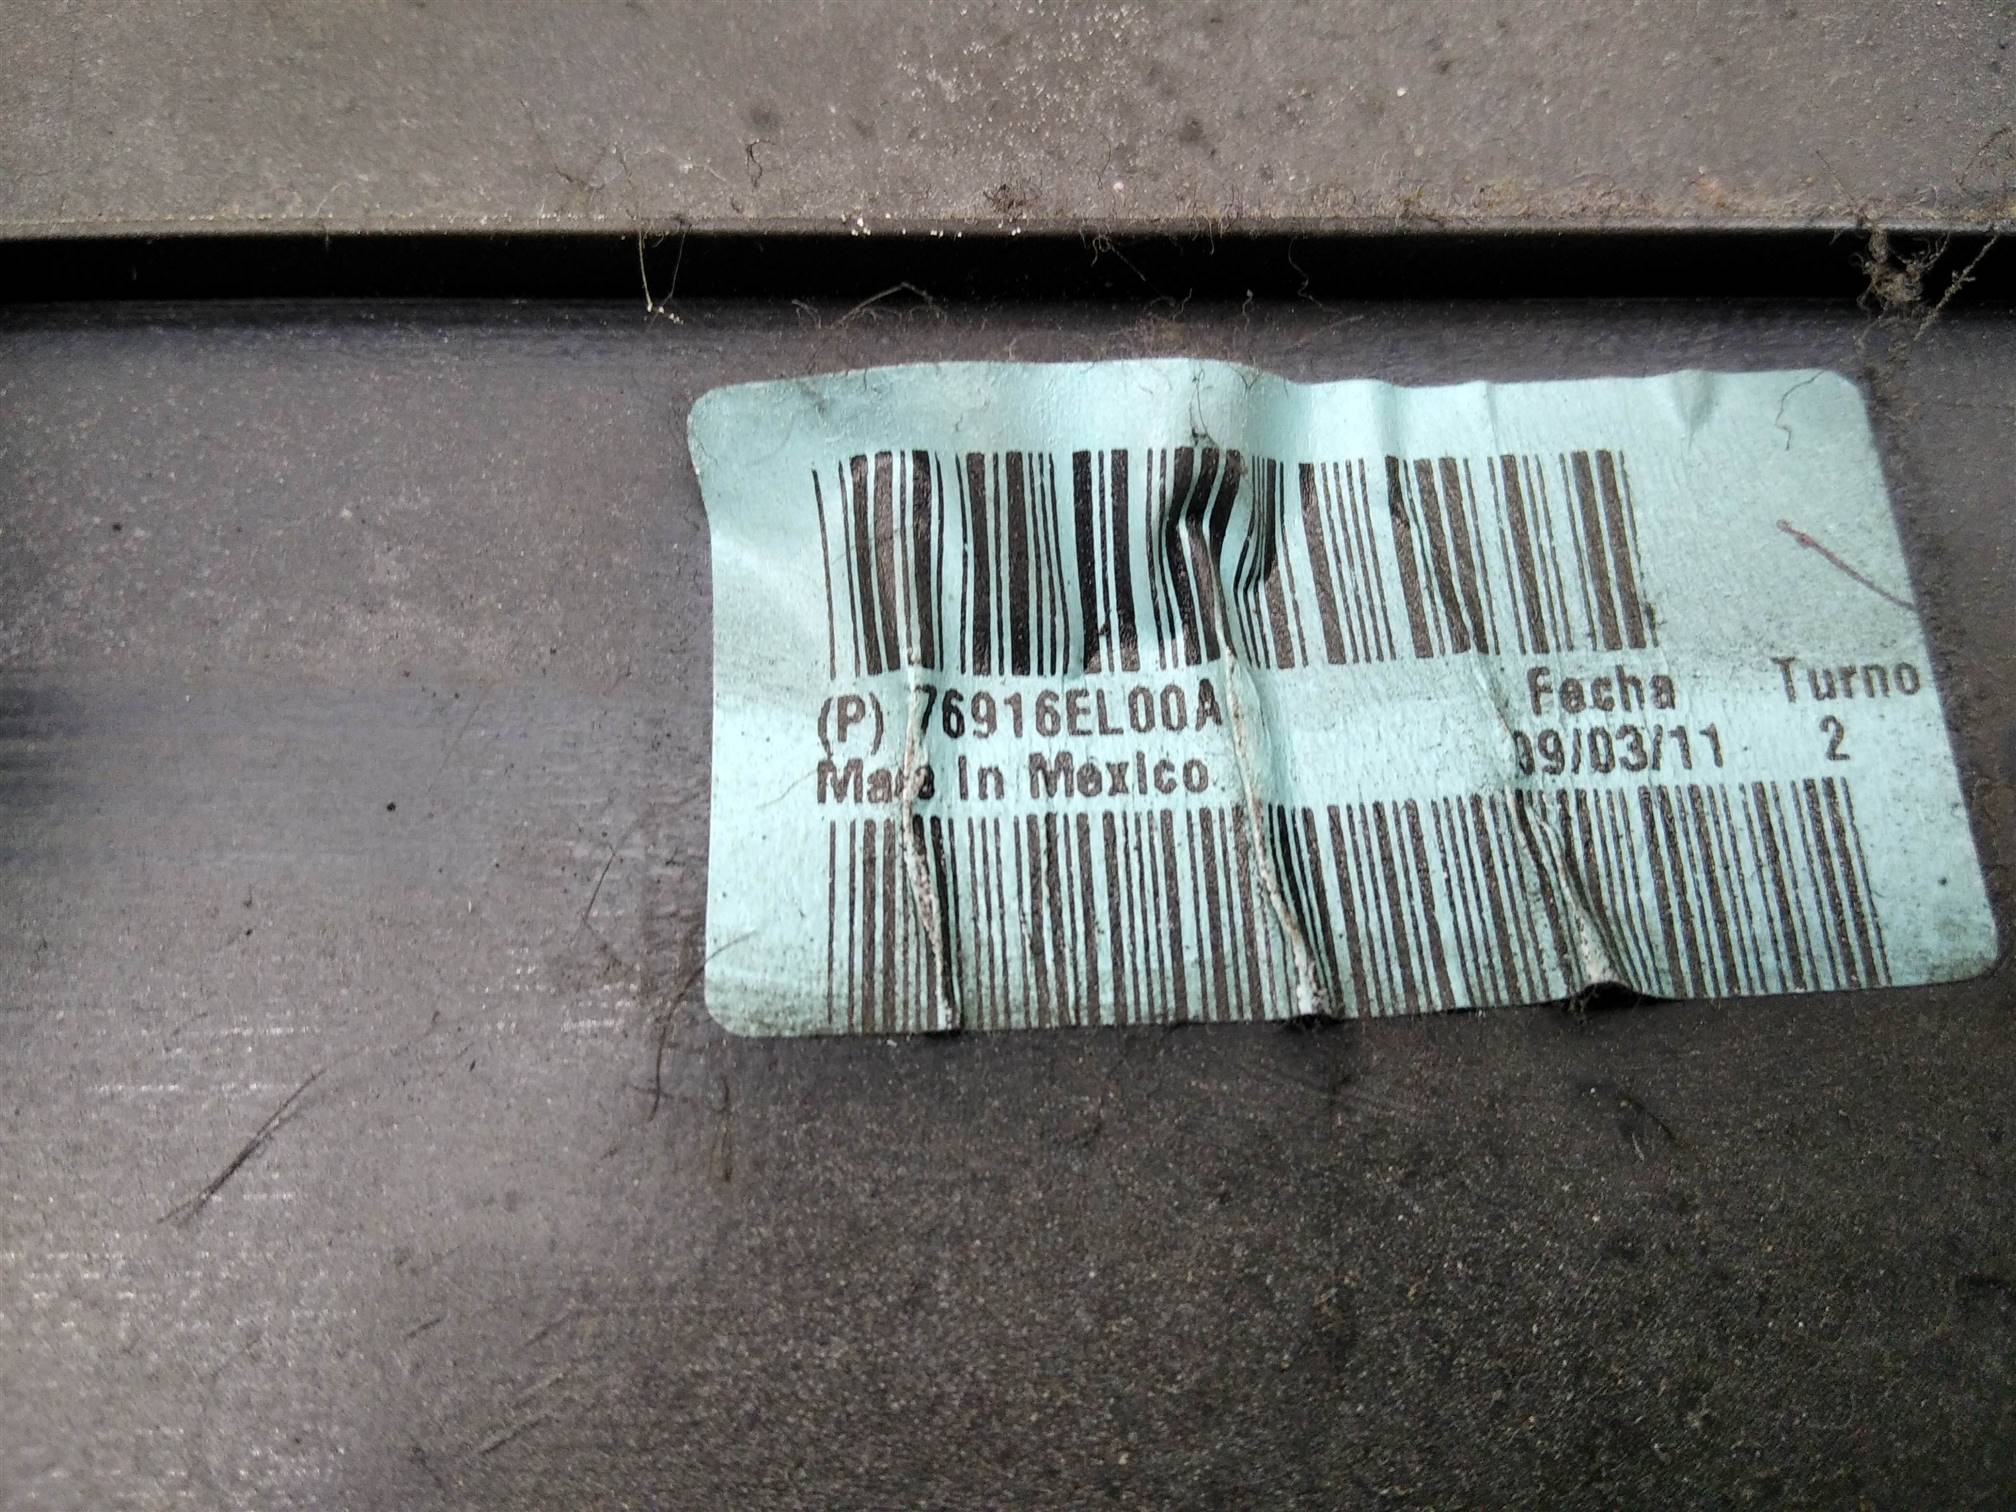 (P) 76916EL00A
Made In Mexico
Fecha Turno
09/03/11 2